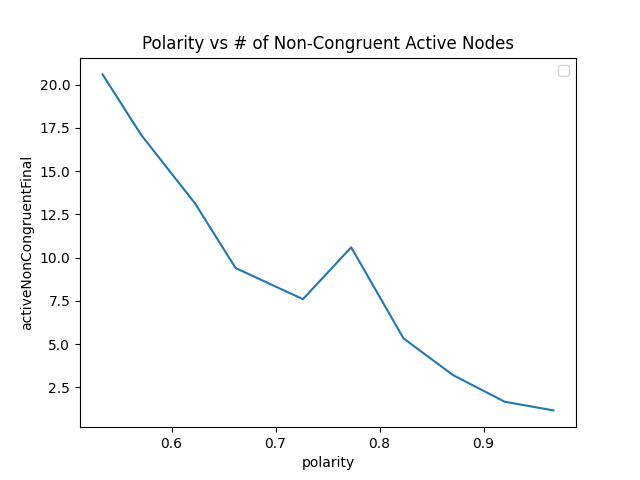 Polarity vs # of Non-Congruent Active Nodes
20.0
17.5
15.0
12.5
10.0
7.5
5.0
2.5
activeNonCongruentFinal
0.6 0.7 0.8 0.9
polarity